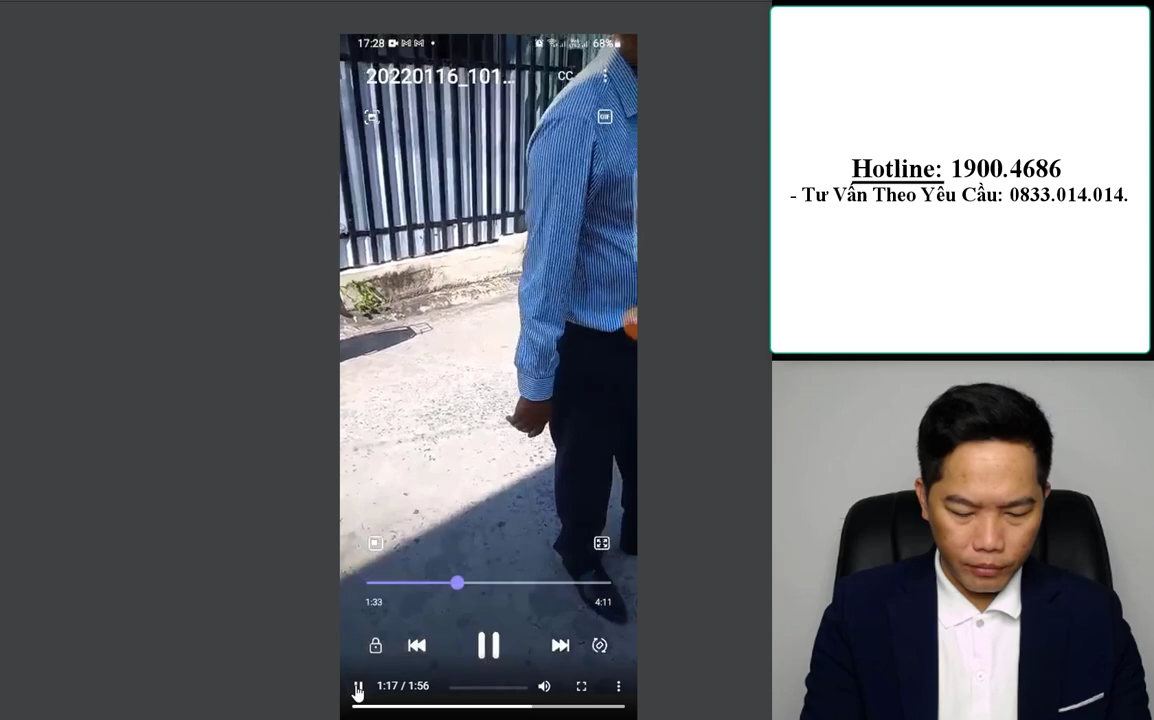 17:28
68%
20220116_101...
CC
GIF
Hotline: 1900.4686
- Tư Vấn Theo Yêu Cầu: 0833.014.014.
1:33
4:11
1:17 / 1:56